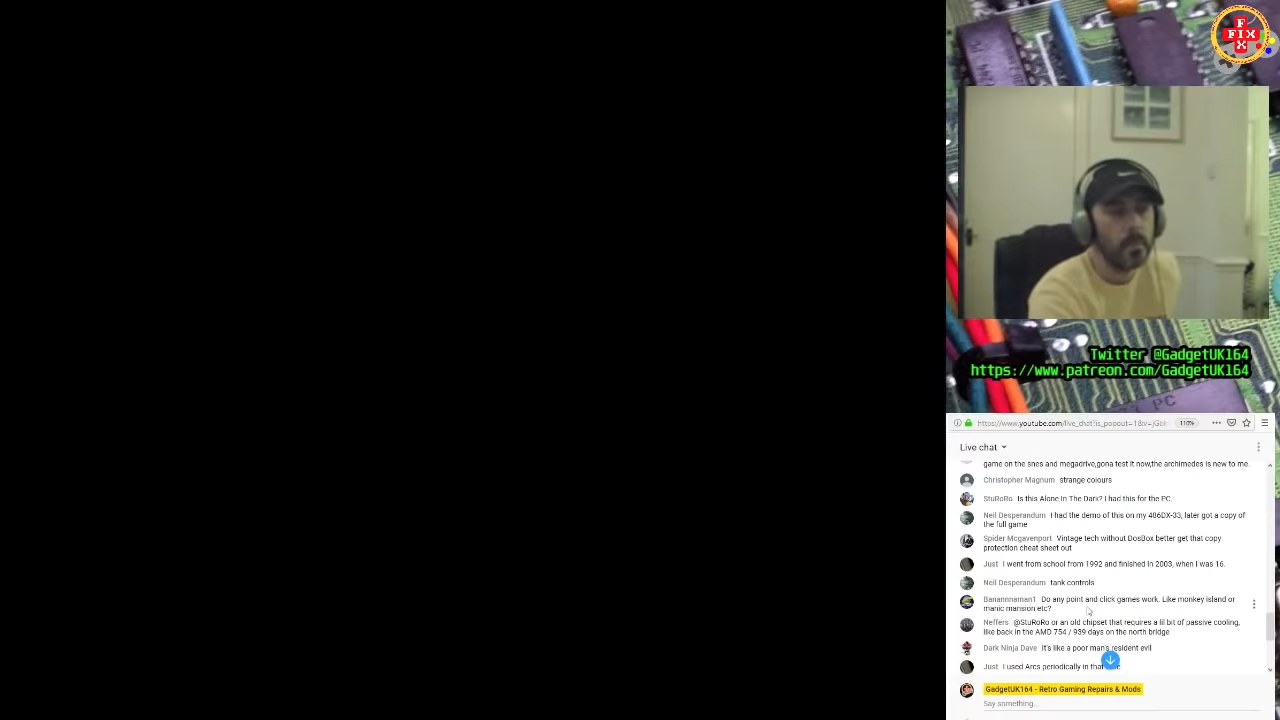 F
FIX
X
Twitter @GadgetUK164
https://www.patreon.com/GadgetUK164
PC
110%
Live chat
game on the snes and megadrive,gona test it now,the archimedes is new to me.
Christopher Magnum strange colours
StuRoRo Is this Alone In The Dark? I had this for the PC.
Neil Desperandum I had the demo of this on my 486DX-33, later got a copy of
the full game
Spider Mcgavenport Vintage tech without DosBox better get that copy
protection cheat sheet out
Just I went from school from 1992 and finished in 2003, when I was 16.
Neil Desperandum tank controls
Banannnaman1 Do any point and click games work. Like monkey island or
manic mansion etc?
Neffers @StuRoRo or an old chipset that requires a lil bit of passive cooling,
like back in the AMD 754 / 939 days on the north bridge
Dark Ninja Dave It's like a poor man's resident evil
Just I used Arcs periodically in that
GadgetUK164 - Retro Gaming Repairs & Mods
Say something...